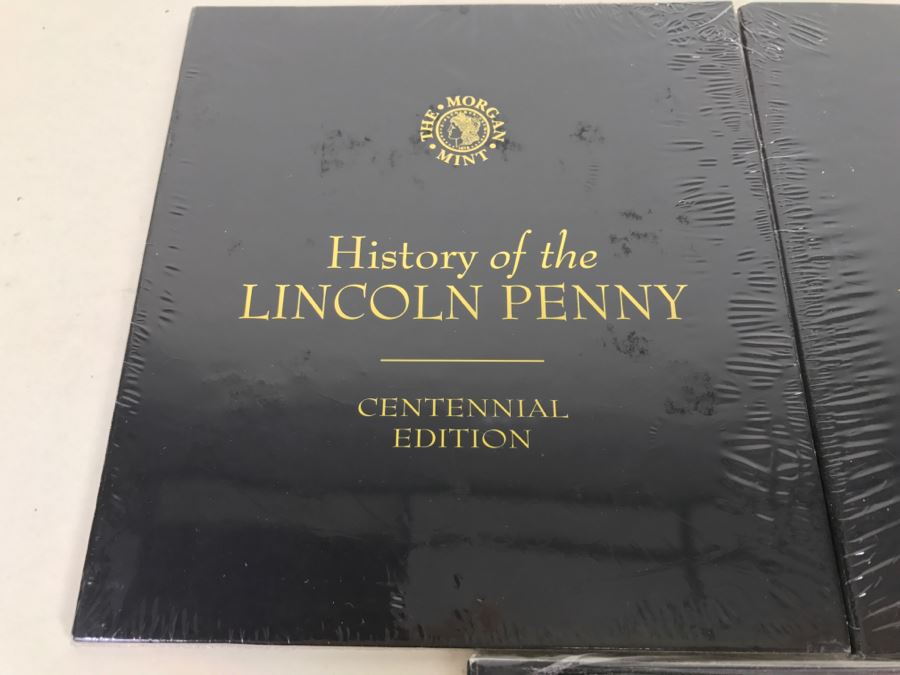 THE • MORGAN • MINT •
History of the
LINCOLN PENNY
CENTENNIAL
EDITION